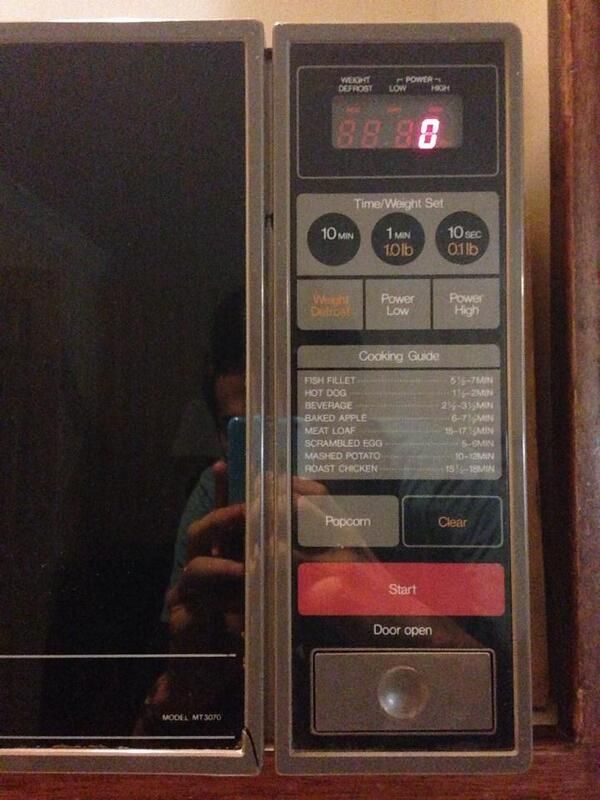 WEIGHT DEFROST POWER LOW HIGH
0
Time/Weight Set
10 MIN
1 MIN 1.0 lb
10 SEC 0.1 lb
Weight Defrost
Power Low
Power High
Cooking Guide
FISH FILLET 5½-7MIN
HOT DOG 1½-2MIN
BEVERAGE 2½-3½MIN
BAKED APPLE 6-7½MIN
MEAT LOAF 15-17½MIN
SCRAMBLED EGG 5-6MIN
MASHED POTATO 10-12MIN
ROAST CHICKEN 15½-18MIN
Popcorn
Clear
Start
Door open
MODEL MT3070